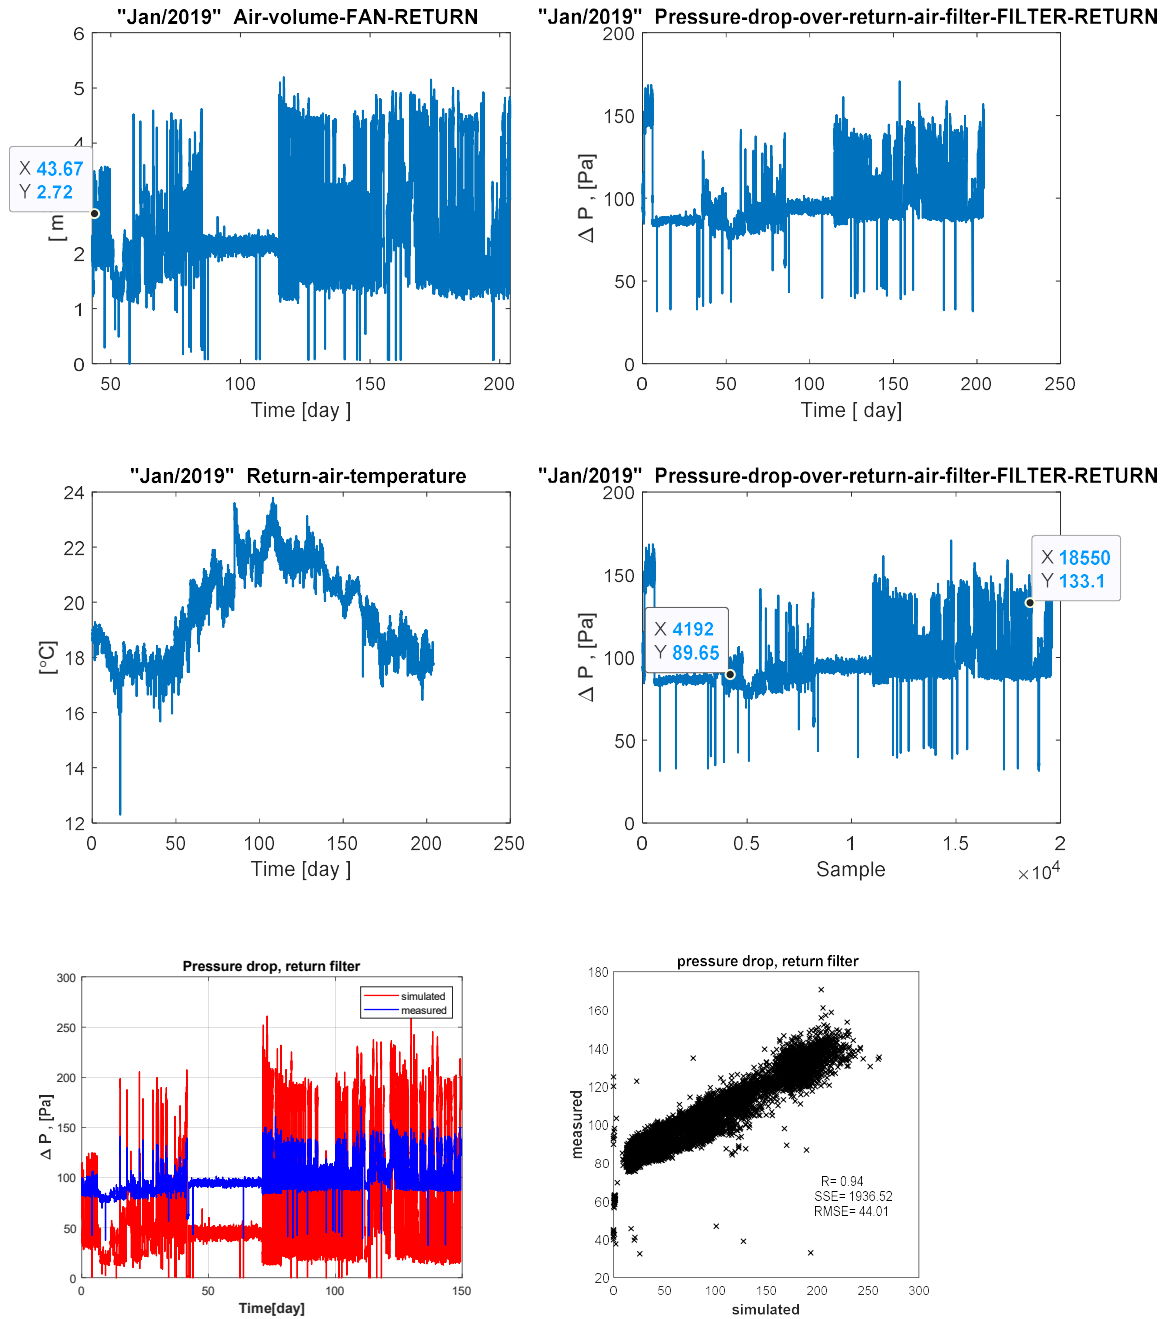 "Jan/2019"  Air-volume-FAN-RETURN
6
5
4
3
2
1
0
X 43.67
Y 2.72
[ m
50
100
150
200
Time [day ]
"Jan/2019"  Pressure-drop-over-return-air-filter-FILTER-RETURN
200
150
100
50
0
Δ P , [Pa]
0
50
100
150
200
250
Time [ day]
"Jan/2019"  Return-air-temperature
24
22
20
18
16
14
12
[°C]
0
50
100
150
200
250
Time [day ]
"Jan/2019"  Pressure-drop-over-return-air-filter-FILTER-RETURN
200
150
100
50
0
Δ P , [Pa]
X 4192
Y 89.65
X 18550
Y 133.1
0
0.5
1
1.5
2
Sample
×10⁴
Pressure drop, return filter
300
250
200
150
100
50
0
Δ P , [Pa]
simulated
measured
0
50
100
150
Time[day]
pressure drop, return filter
180
160
140
120
100
80
60
40
20
measured
R= 0.94
SSE= 1936.52
RMSE= 44.01
0
50
100
150
200
250
300
simulated